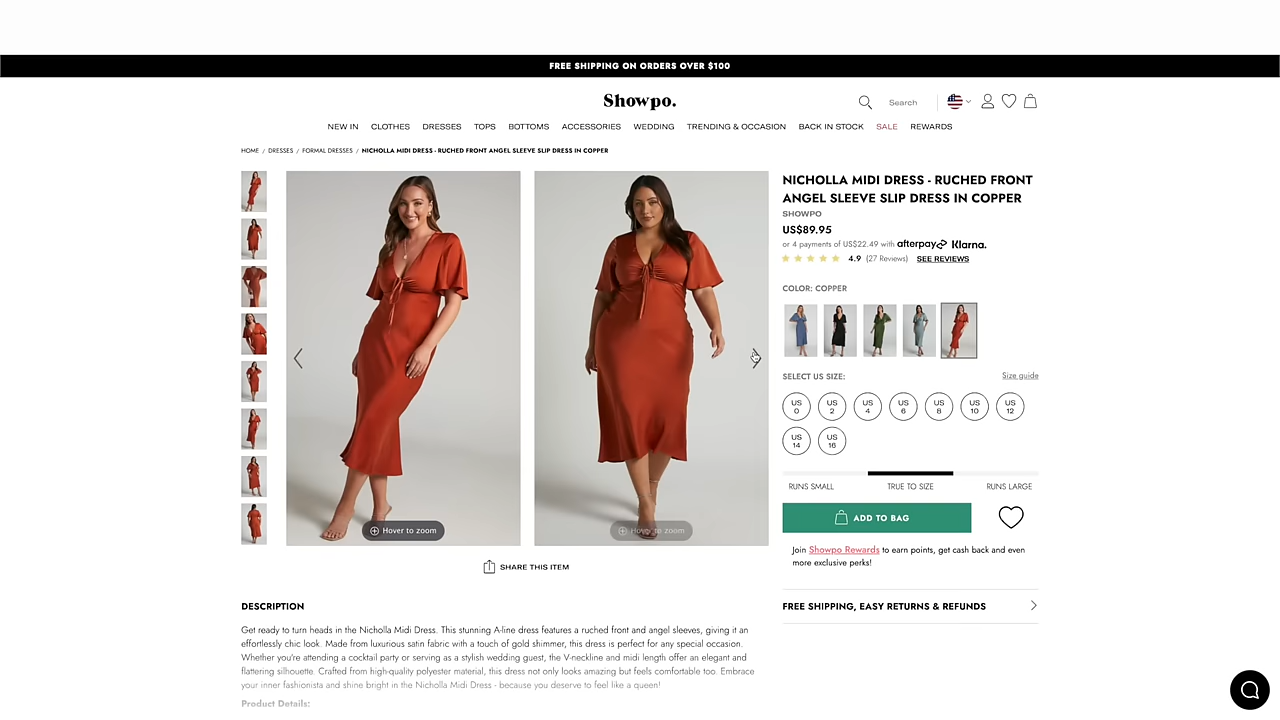 FREE SHIPPING ON ORDERS OVER $100
Showpo.
Search
NEW IN CLOTHES DRESSES TOPS BOTTOMS ACCESSORIES WEDDING TRENDING & OCCASION BACK IN STOCK SALE REWARDS
HOME / DRESSES / FORMAL DRESSES / NICHOLLA MIDI DRESS - RUCHED FRONT ANGEL SLEEVE SLIP DRESS IN COPPER
NICHOLLA MIDI DRESS - RUCHED FRONT
ANGEL SLEEVE SLIP DRESS IN COPPER
SHOWPO
US$89.95
or 4 payments of US$22.49 with afterpay Klarna.
4.9 (27 Reviews) SEE REVIEWS
COLOR: COPPER
SELECT US SIZE: Size guide
US 0
US 2
US 4
US 6
US 8
US 10
US 12
US 14
US 16
RUNS SMALL TRUE TO SIZE RUNS LARGE
ADD TO BAG
Join Showpo Rewards to earn points, get cash back and even
more exclusive perks!
FREE SHIPPING, EASY RETURNS & REFUNDS
Hover to zoom
Hover to zoom
SHARE THIS ITEM
DESCRIPTION
Get ready to turn heads in the Nicholla Midi Dress. This stunning A-line dress features a ruched front and angel sleeves, giving it an
effortlessly chic look. Made from luxurious satin fabric with a touch of gold shimmer, this dress is perfect for any special occasion.
Whether you're attending a cocktail party or serving as a stylish wedding guest, the V-neckline and midi length offer an elegant and
flattering silhouette. Crafted from high-quality polyester material, this dress not only looks amazing but feels comfortable too. Embrace
your inner fashionista and shine bright in the Nicholla Midi Dress - because you deserve to feel like a queen!
Product Details: